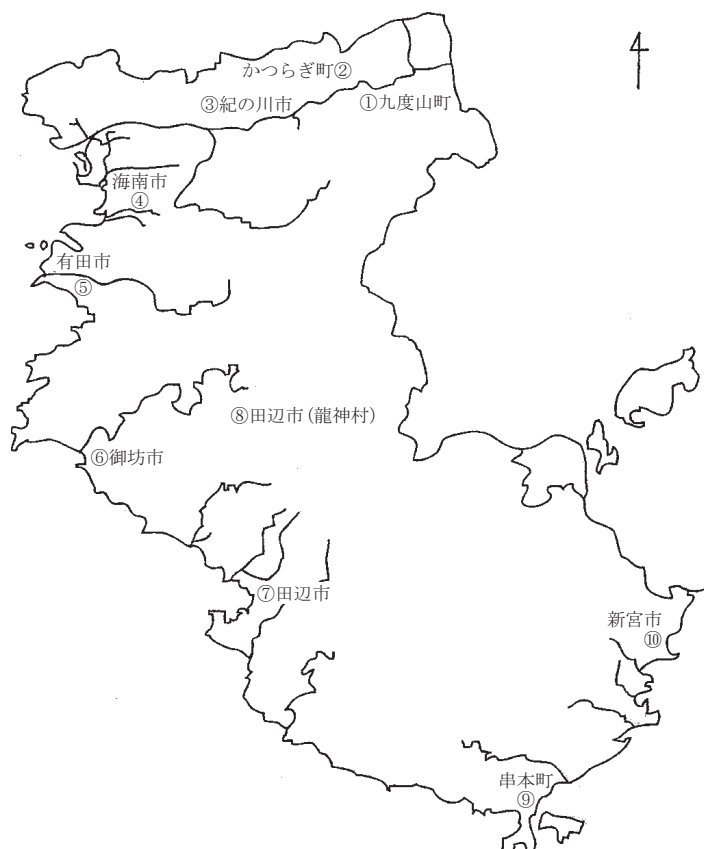 かつらぎ町②
③紀の川市
①九度山町
海南市
④
有田市
⑤
⑧田辺市(龍神村)
⑥御坊市
⑦田辺市
新宮市
⑩
串本町
⑨